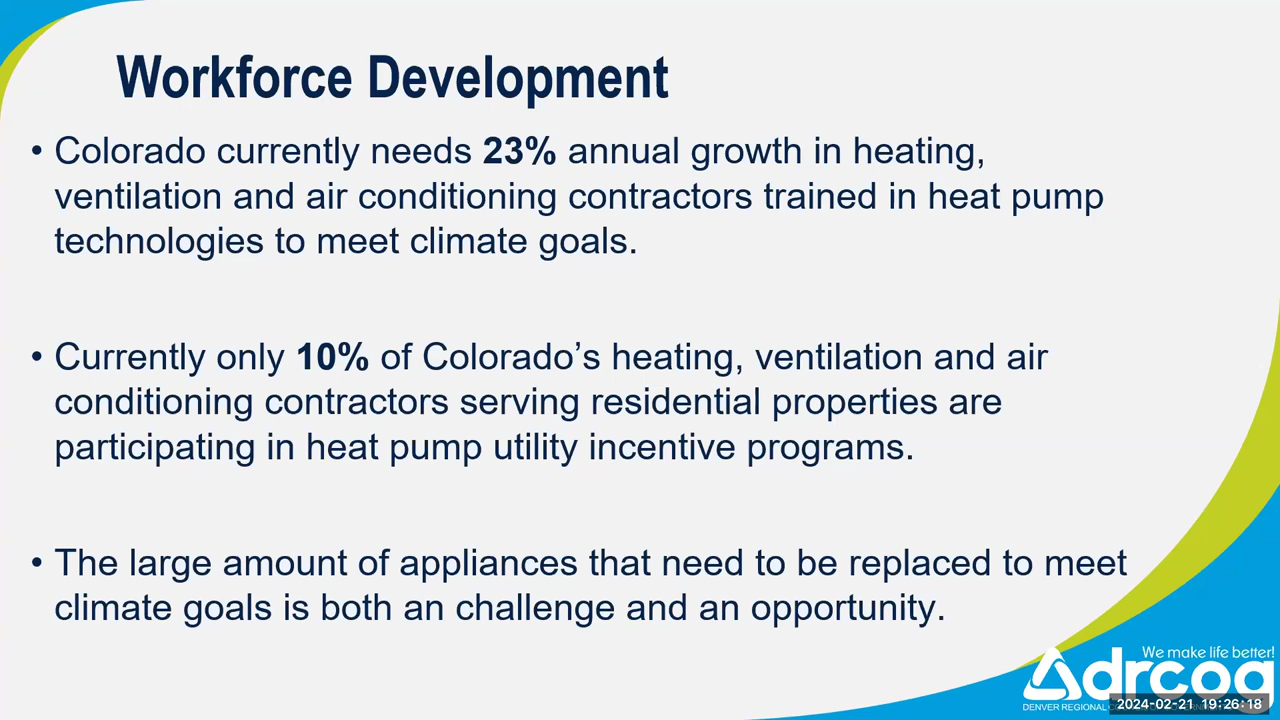 Workforce Development
• Colorado currently needs 23% annual growth in heating,
ventilation and air conditioning contractors trained in heat pump
technologies to meet climate goals.
• Currently only 10% of Colorado’s heating, ventilation and air
conditioning contractors serving residential properties are
participating in heat pump utility incentive programs.
• The large amount of appliances that need to be replaced to meet
climate goals is both an challenge and an opportunity.
We make life better!
drcog
DENVER REGIONAL
2024-02-21 19:26:18